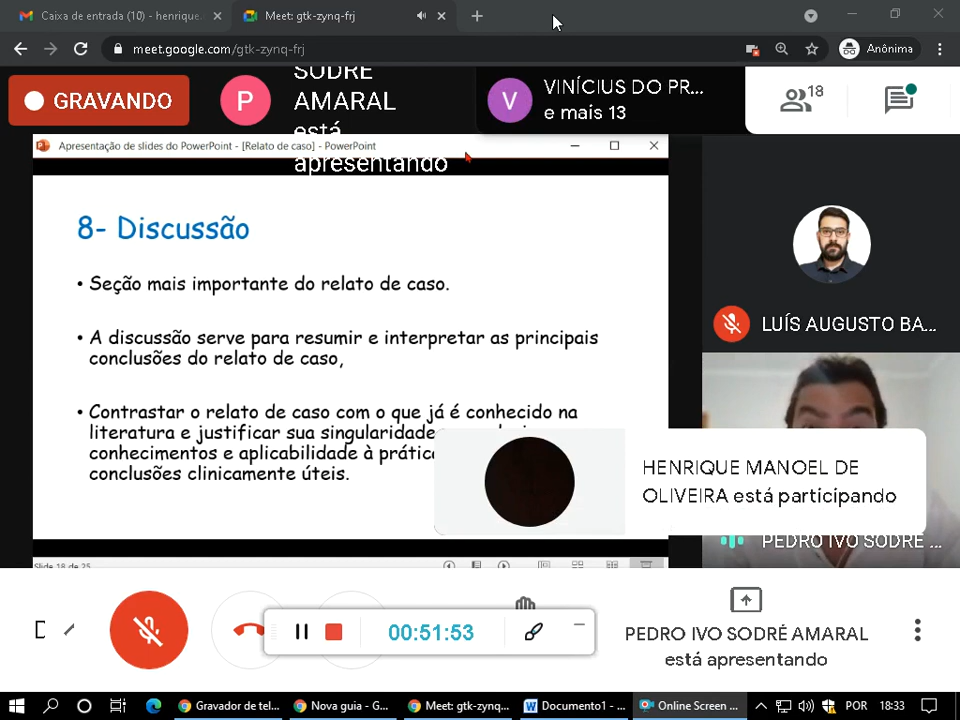 Caixa de entrada (10) - henrique.
Meet: gtk-zynq-frj
meet.google.com/gtk-zynq-frj
Anônima
GRAVANDO
P
SODRÉ
AMARAL
está
apresentando
V
VINÍCIUS DO PR...
e mais 13
18
Apresentação de slides do PowerPoint - [Relato de caso] - PowerPoint
8- Discussão
• Seção mais importante do relato de caso.
• A discussão serve para resumir e interpretar as principais
conclusões do relato de caso,
• Contrastar o relato de caso com o que já é conhecido na
literatura e justificar sua singularidade
conhecimentos e aplicabilidade à prática
conclusões clinicamente úteis.
Slide 18 de 25
LUÍS AUGUSTO BA...
HENRIQUE MANOEL DE
OLIVEIRA está participando
PEDRO IVO SODRÉ ...
00:51:53
PEDRO IVO SODRÉ AMARAL
está apresentando
Gravador de tel...
Nova guia - G...
Meet: gtk-zynq...
Documento1 - ...
Online Screen ...
POR
18:33